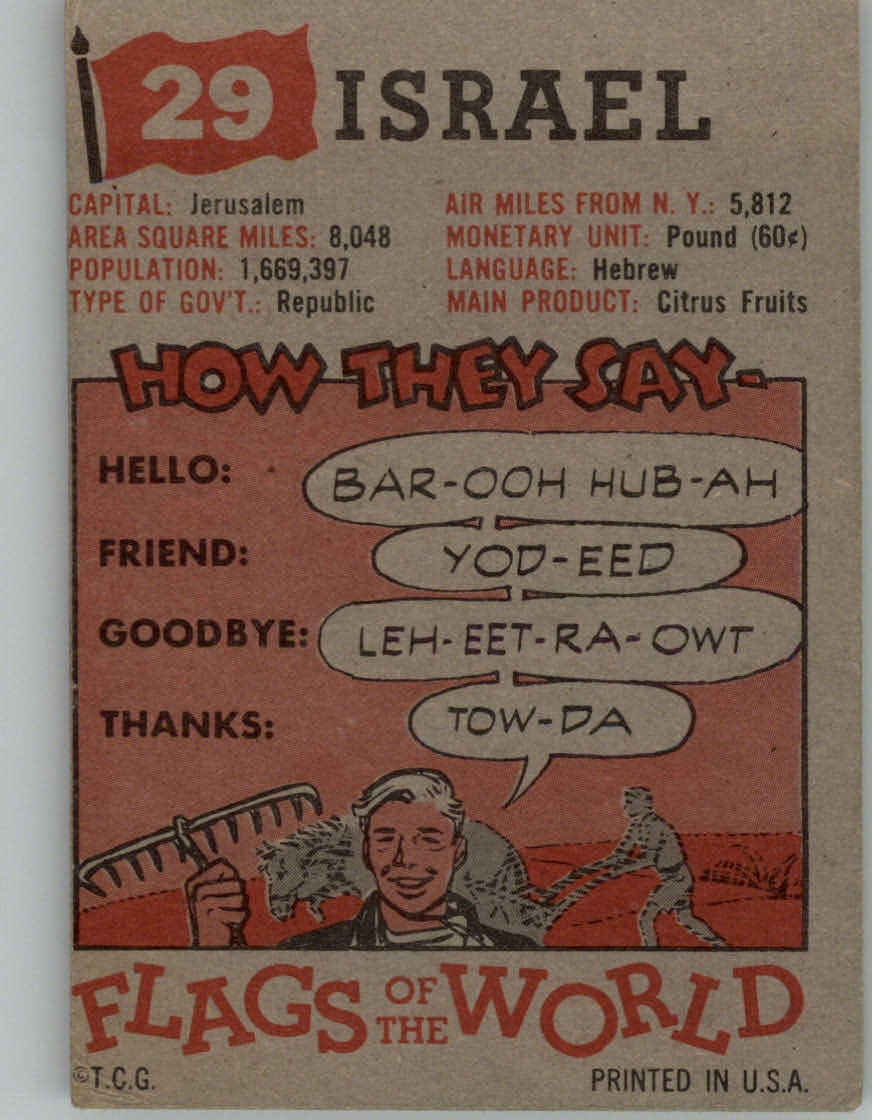 29 ISRAEL
CAPITAL: Jerusalem
AREA SQUARE MILES: 8,048
POPULATION: 1,669,397
TYPE OF GOV'T.: Republic
AIR MILES FROM N. Y.: 5,812
MONETARY UNIT: Pound (60¢)
LANGUAGE: Hebrew
MAIN PRODUCT: Citrus Fruits
HOW THEY SAY-
HELLO: BAR-OOH HUB-AH
FRIEND: YOD-EED
GOODBYE: LEH-EET-RA-OWT
THANKS: TOW-DA
FLAGS OF THE WORLD
©T.C.G. PRINTED IN U.S.A.